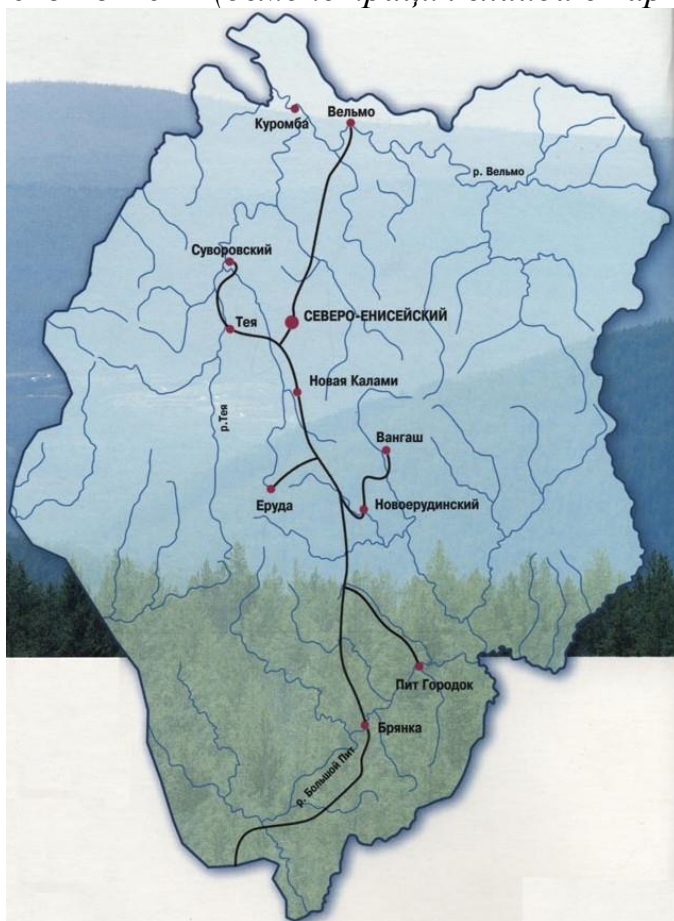 Куромба
Вельмо
р. Вельмо
Суворовский
СЕВЕРО-ЕНИСЕЙСКИЙ
Тея
Новая Калами
р.Тея
Вангаш
Еруда
Новоерудинский
Пит Городок
Брянка
р. Большой Пит